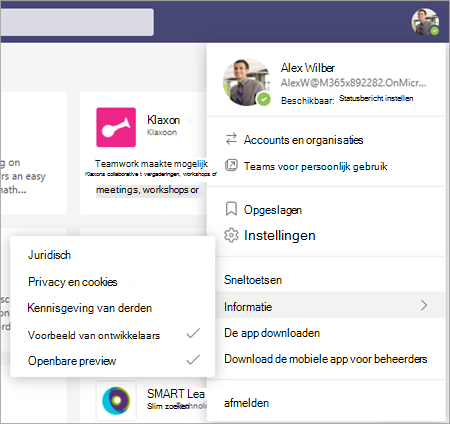 Alex Wilber
AlexW@M365x892282.OnMicr...
Beschikbaar: Statusbericht instellen
Accounts en organisaties
Teams voor persoonlijk gebruik
Opgeslagen
Instellingen
Sneltoetsen
Informatie
De app downloaden
Download de mobiele app voor beheerders
afmelden
Juridisch
Privacy en cookies
Kennisgeving van derden
Voorbeeld van ontwikkelaars
Openbare preview
Klaxon
Klaxoon
Teamwork maakte mogelijk
Klaxons collaborative t vergaderingen, workshops of
meetings, workshops or
ng on
ers an easy
math...
SMART Lea
Slim zoeken